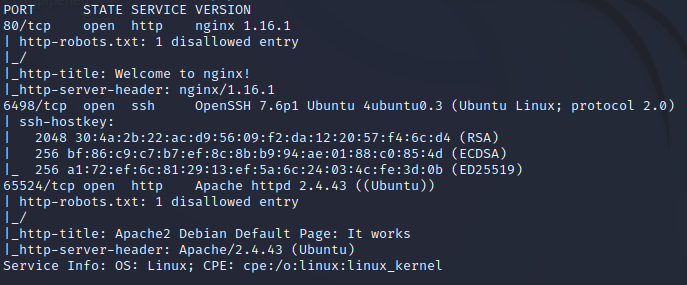 PORT      STATE SERVICE VERSION
80/tcp    open  http    nginx 1.16.1
| http-robots.txt: 1 disallowed entry
|_/
|_http-title: Welcome to nginx!
|_http-server-header: nginx/1.16.1
6498/tcp  open  ssh     OpenSSH 7.6p1 Ubuntu 4ubuntu0.3 (Ubuntu Linux; protocol 2.0)
| ssh-hostkey:
|   2048 30:4a:2b:22:ac:d9:56:09:f2:da:12:20:57:f4:6c:d4 (RSA)
|   256 bf:86:c9:c7:b7:ef:8c:8b:b9:94:ae:01:88:c0:85:4d (ECDSA)
|_  256 a1:72:ef:6c:81:29:13:ef:5a:6c:24:03:4c:fe:3d:0b (ED25519)
65524/tcp open  http    Apache httpd 2.4.43 ((Ubuntu))
| http-robots.txt: 1 disallowed entry
|_/
|_http-title: Apache2 Debian Default Page: It works
|_http-server-header: Apache/2.4.43 (Ubuntu)
Service Info: OS: Linux; CPE: cpe:/o:linux:linux_kernel